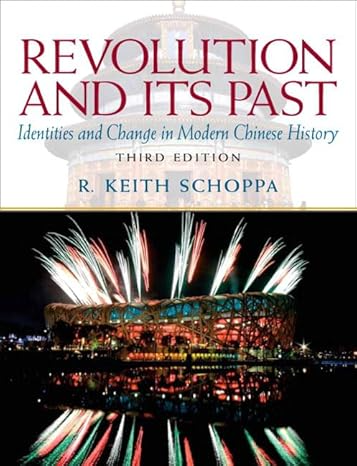 REVOLUTION
AND ITS PAST
Identities and Change in Modern Chinese History
THIRD EDITION
R. KEITH SCHOPPA